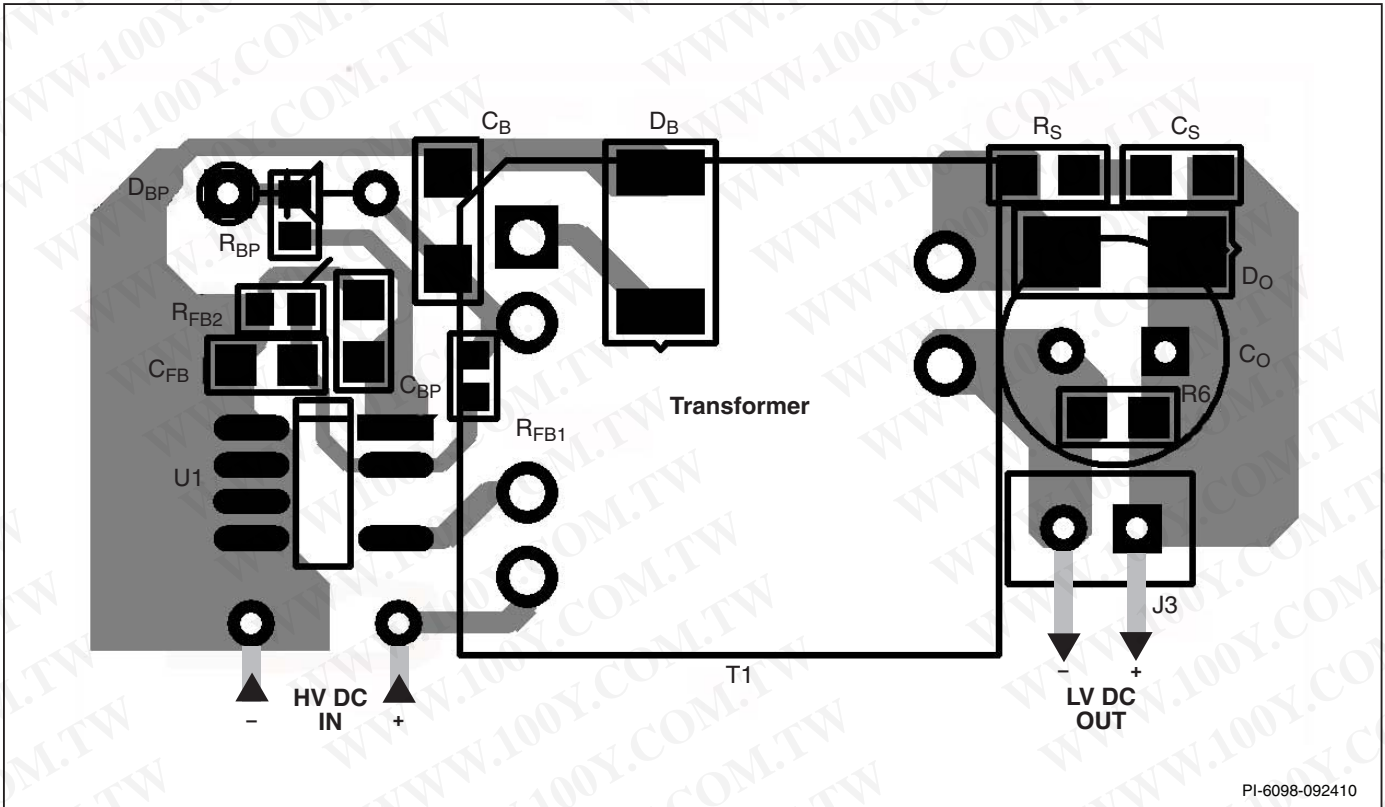 C_B
D_B
R_S
C_S
D_BP
R_BP
D_O
R_FB2
C_FB
C_BP
C_O
R6
Transformer
R_FB1
U1
J3
T1
HV DC
IN
–
+
–
+
LV DC
OUT
PI-6098-092410
WWW.100Y.COM.TW